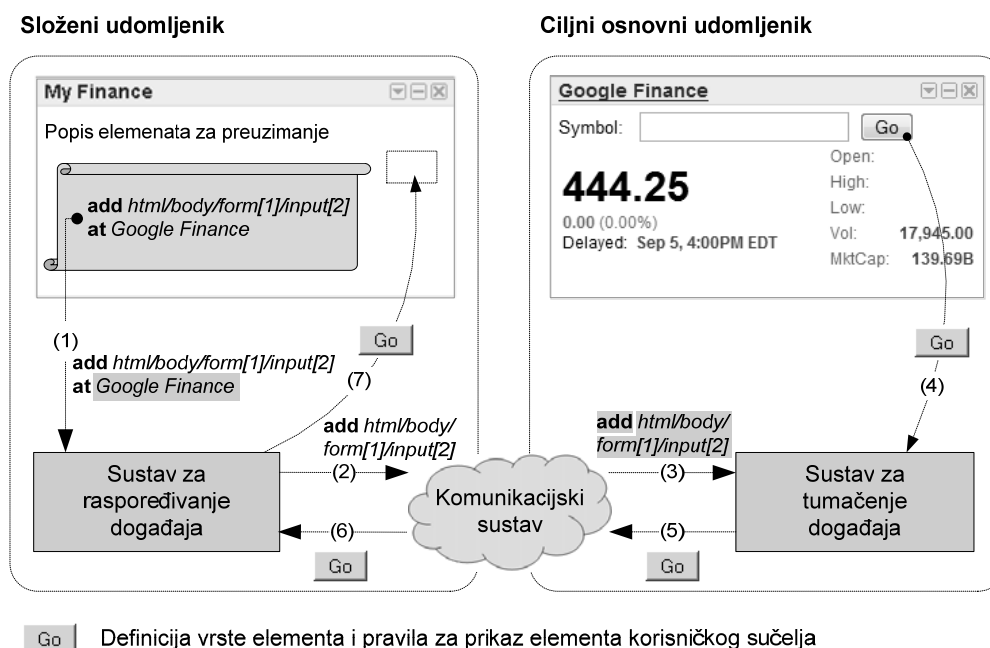 Složeni udomljenik
Ciljni osnovni udomljenik
My Finance
Popis elemenata za preuzimanje
add html/body/form[1]/input[2]
at Google Finance
Google Finance
Symbol:
Go
444.25
0.00 (0.00%)
Delayed: Sep 5, 4:00PM EDT
Open:
High:
Low:
Vol: 17,945.00
MktCap: 139.69B
(1)
add html/body/form[1]/input[2]
at Google Finance
Go
(7)
Go
(4)
add html/body/
form[1]/input[2]
(2)
add html/body/
form[1]/input[2]
(3)
Sustav za
raspoređivanje
događaja
Komunikacijski
sustav
Sustav za
tumačenje
događaja
(6)
Go
(5)
Go
Go Definicija vrste elementa i pravila za prikaz elementa korisničkog sučelja